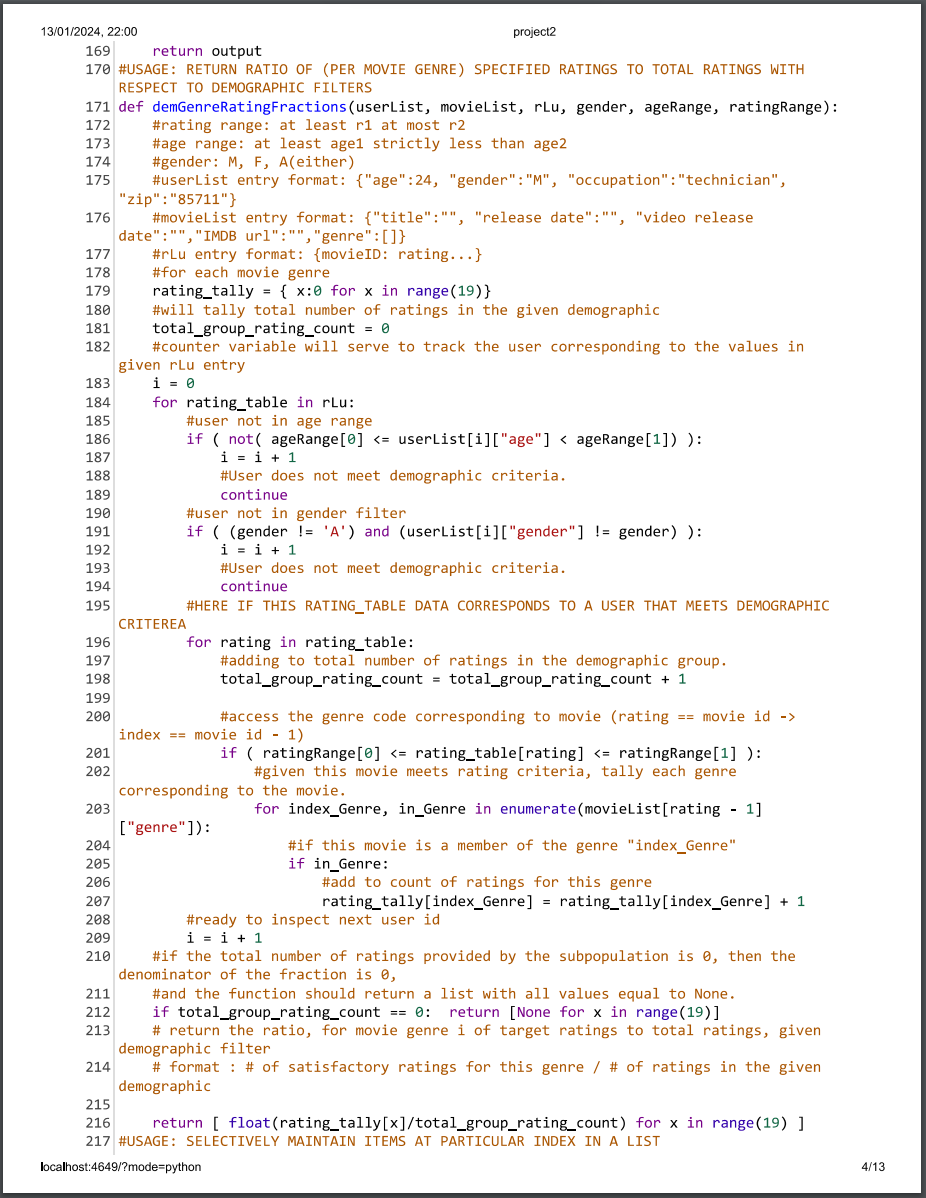 13/01/2024, 22:00 project2
169 return output
170 #USAGE: RETURN RATIO OF (PER MOVIE GENRE) SPECIFIED RATINGS TO TOTAL RATINGS WITH
RESPECT TO DEMOGRAPHIC FILTERS
171 def demGenreRatingFractions(userList, movieList, rLu, gender, ageRange, ratingRange):
172 #rating range: at least r1 at most r2
173 #age range: at least age1 strictly less than age2
174 #gender: M, F, A(either)
175 #userList entry format: {"age":24, "gender":"M", "occupation":"technician",
"zip":"85711"}
176 #movieList entry format: {"title":"", "release date":"", "video release
date":"","IMDB url":"","genre":[]}
177 #rLu entry format: {movieID: rating...}
178 #for each movie genre
179 rating_tally = { x:0 for x in range(19)}
180 #will tally total number of ratings in the given demographic
181 total_group_rating_count = 0
182 #counter variable will serve to track the user corresponding to the values in
given rLu entry
183 i = 0
184 for rating_table in rLu:
185 #user not in age range
186 if ( not( ageRange[0] <= userList[i]["age"] < ageRange[1]) ):
187 i = i + 1
188 #User does not meet demographic criteria.
189 continue
190 #user not in gender filter
191 if ( (gender != 'A') and (userList[i]["gender"] != gender) ):
192 i = i + 1
193 #User does not meet demographic criteria.
194 continue
195 #HERE IF THIS RATING_TABLE DATA CORRESPONDS TO A USER THAT MEETS DEMOGRAPHIC
CRITEREA
196 for rating in rating_table:
197 #adding to total number of ratings in the demographic group.
198 total_group_rating_count = total_group_rating_count + 1
199
200 #access the genre code corresponding to movie (rating == movie id ->
index == movie id - 1)
201 if ( ratingRange[0] <= rating_table[rating] <= ratingRange[1] ):
202 #given this movie meets rating criteria, tally each genre
corresponding to the movie.
203 for index_Genre, in_Genre in enumerate(movieList[rating - 1]
["genre"]):
204 #if this movie is a member of the genre "index_Genre"
205 if in_Genre:
206 #add to count of ratings for this genre
207 rating_tally[index_Genre] = rating_tally[index_Genre] + 1
208 #ready to inspect next user id
209 i = i + 1
210 #if the total number of ratings provided by the subpopulation is 0, then the
denominator of the fraction is 0,
211 #and the function should return a list with all values equal to None.
212 if total_group_rating_count == 0: return [None for x in range(19)]
213 # return the ratio, for movie genre i of target ratings to total ratings, given
demographic filter
214 # format : # of satisfactory ratings for this genre / # of ratings in the given
demographic
215
216 return [ float(rating_tally[x]/total_group_rating_count) for x in range(19) ]
217 #USAGE: SELECTIVELY MAINTAIN ITEMS AT PARTICULAR INDEX IN A LIST
localhost:4649/?mode=python 4/13